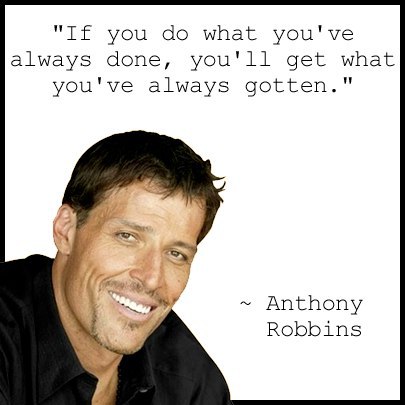 "If you do what you've
always done, you'll get what
you've always gotten."
~ Anthony
Robbins